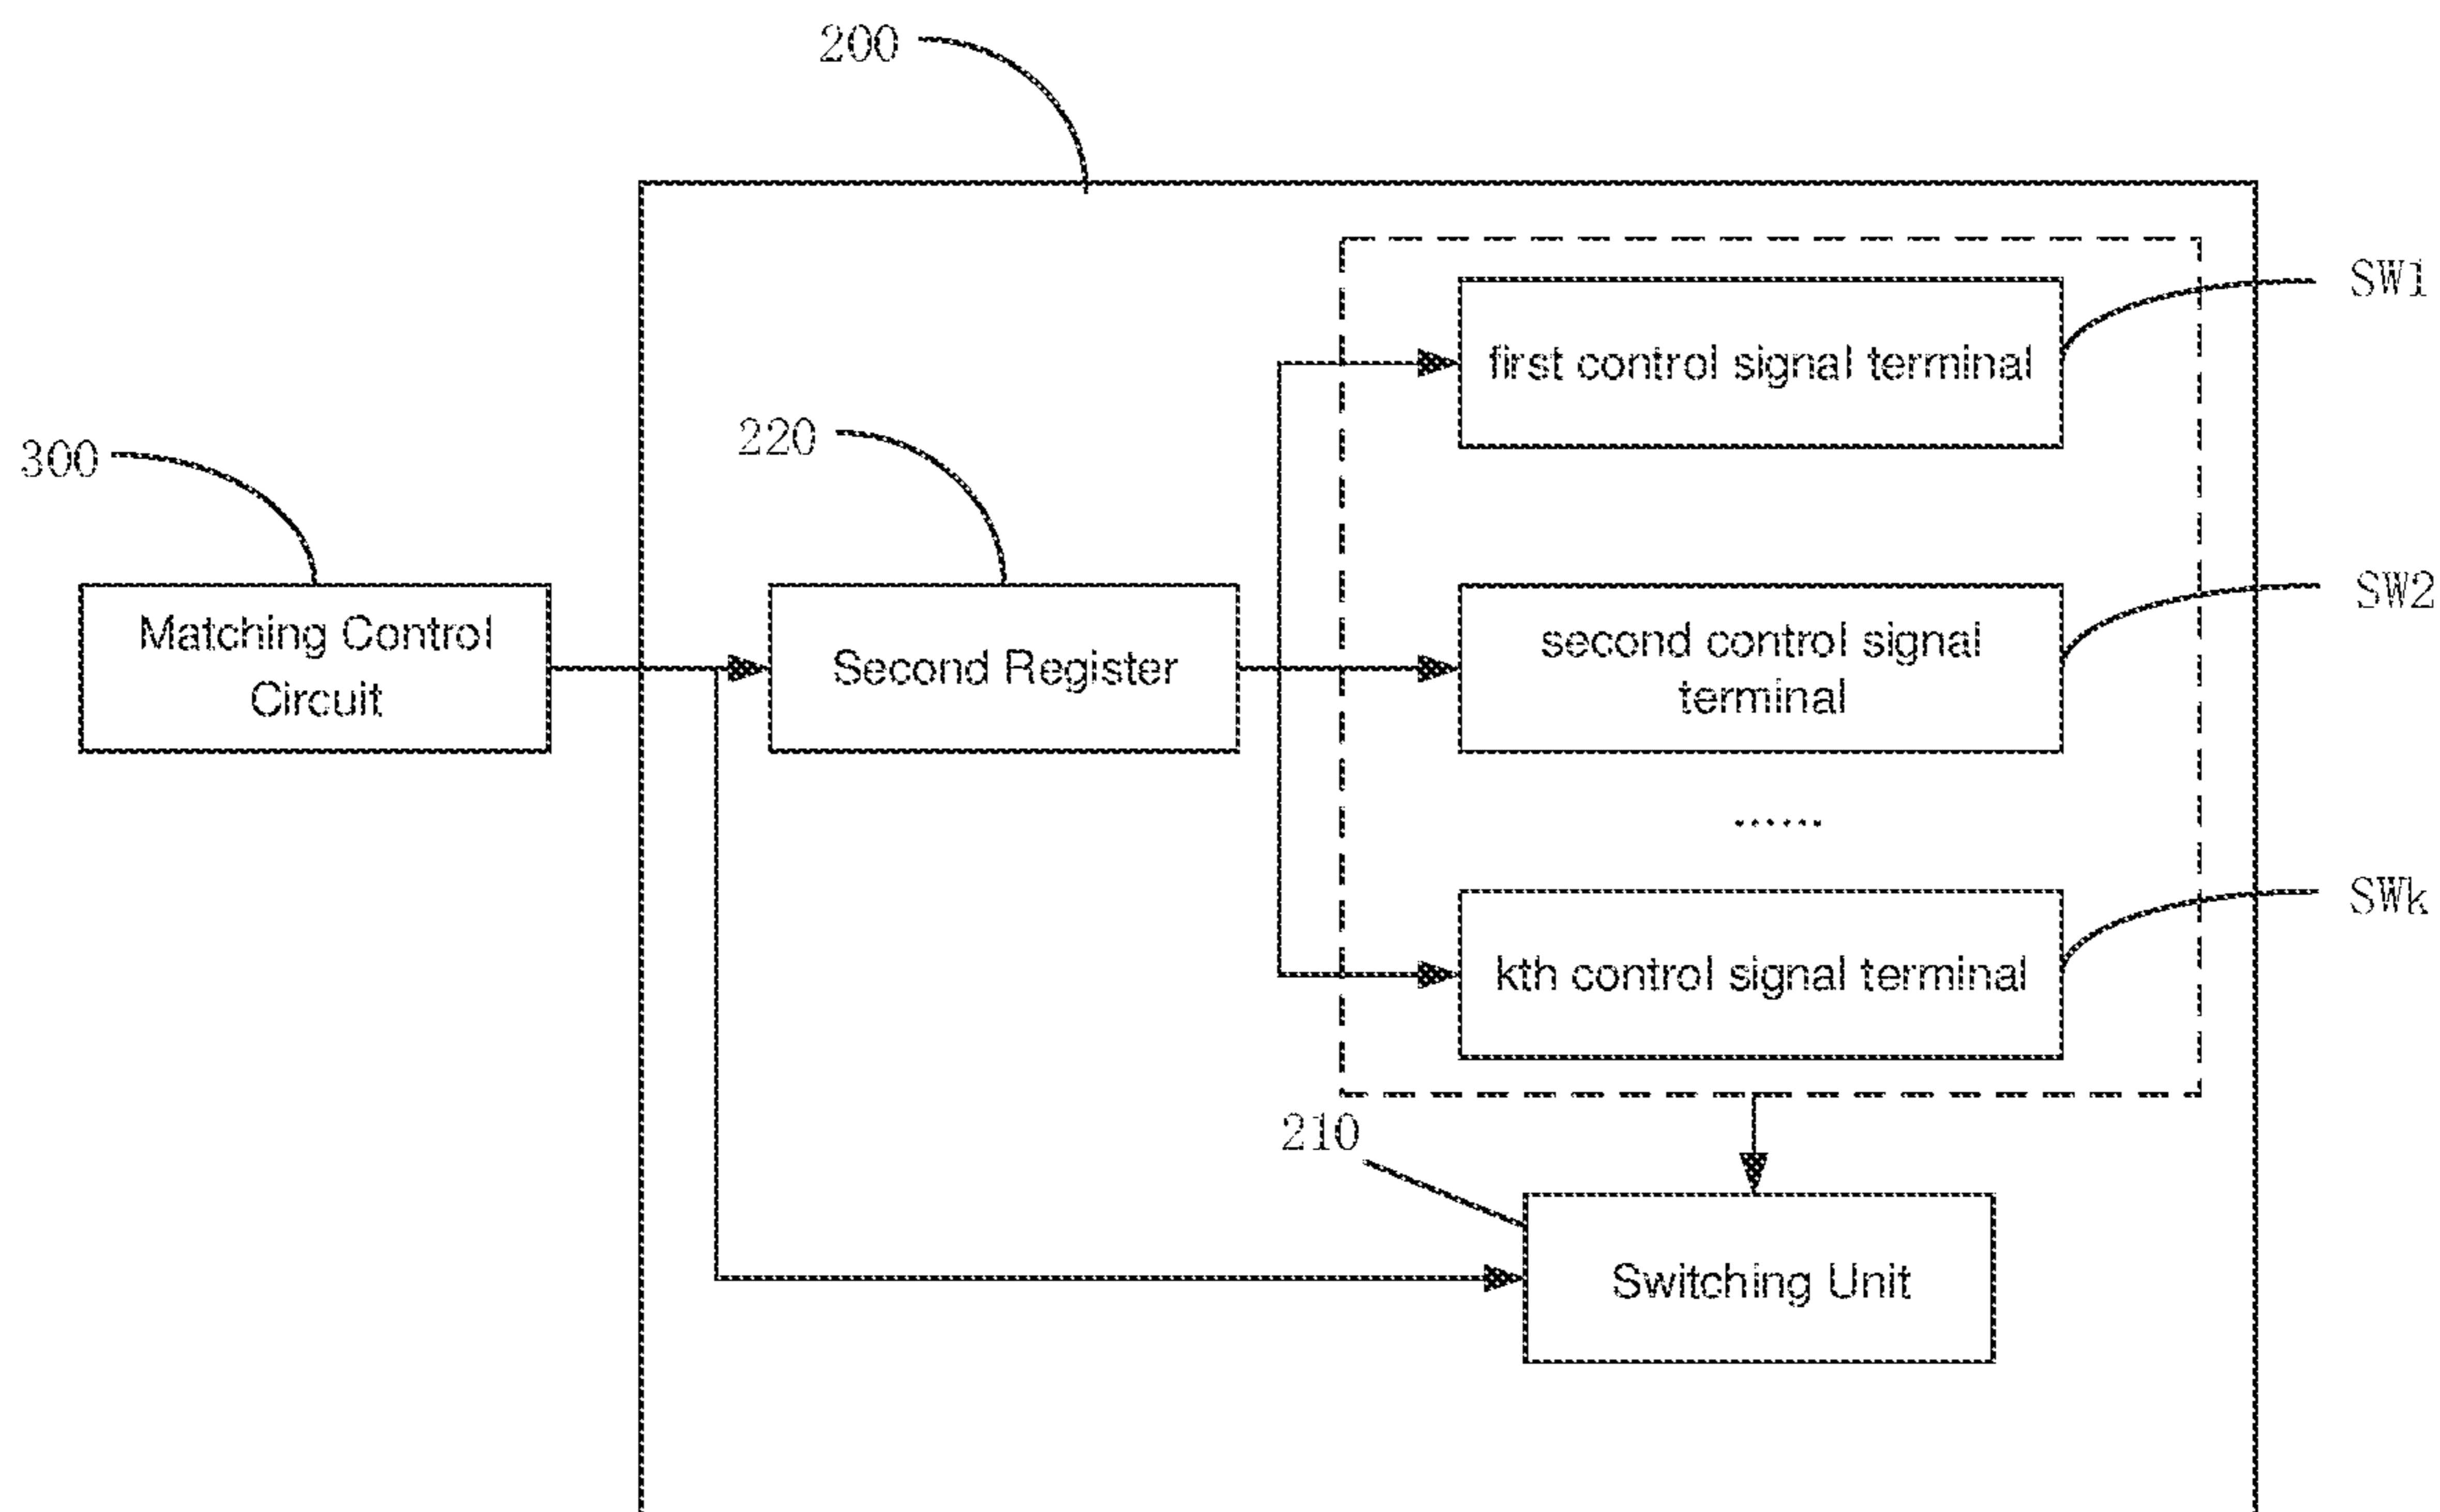 200
SW1
first control signal terminal
220
300
SW2
Matching Control
Circuit
Second Register
second control signal
terminal
......
SWk
kth control signal terminal
210
Switching Unit